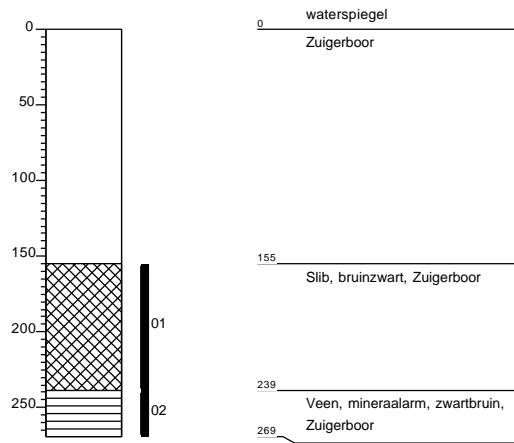 waterspiegel
0
0
Zuigerboor
50
100
150
155
Slib, bruinzwart, Zuigerboor
01
200
239
Veen, mineraalarm, zwartbruin,
Zuigerboor
250
02
269